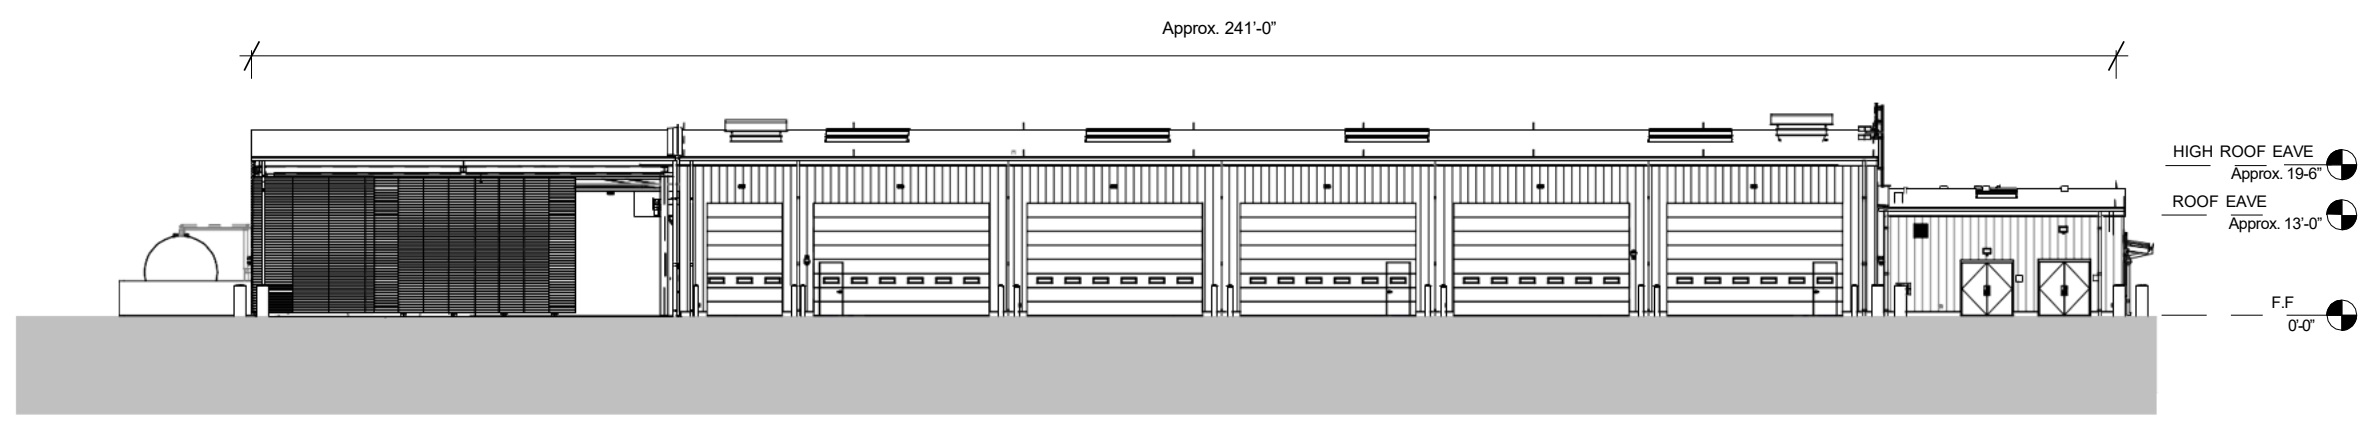 Approx. 241'-0”
HIGH ROOF EAVE
Approx. 19-6”
ROOF EAVE
Approx. 13'-0”
F.F
0'-0”